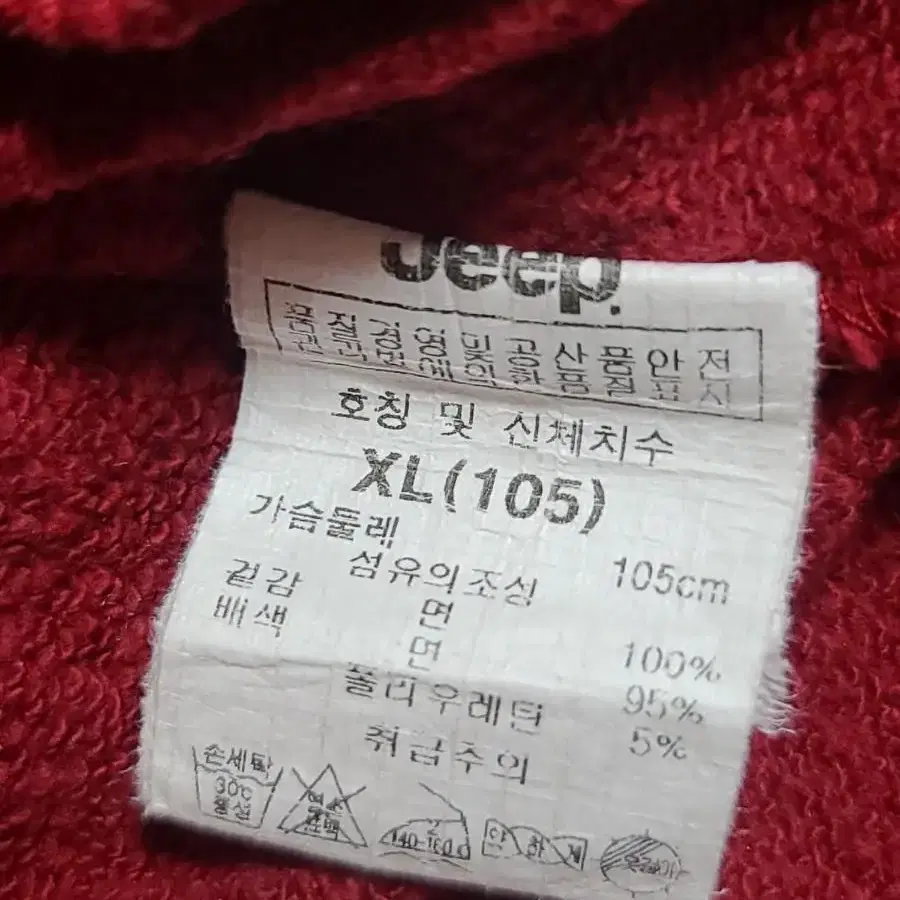 Jeep.
품질경영 및 공산품안전
관리법에 의한 품질표시
호칭 및 신체치수
XL(105)
가슴둘레 105cm
섬유의조성
겉감 면 100%
배색 면 95%
폴리우레탄 5%
취급주의
손세탁
30℃
중성
140-160℃
옷걸이